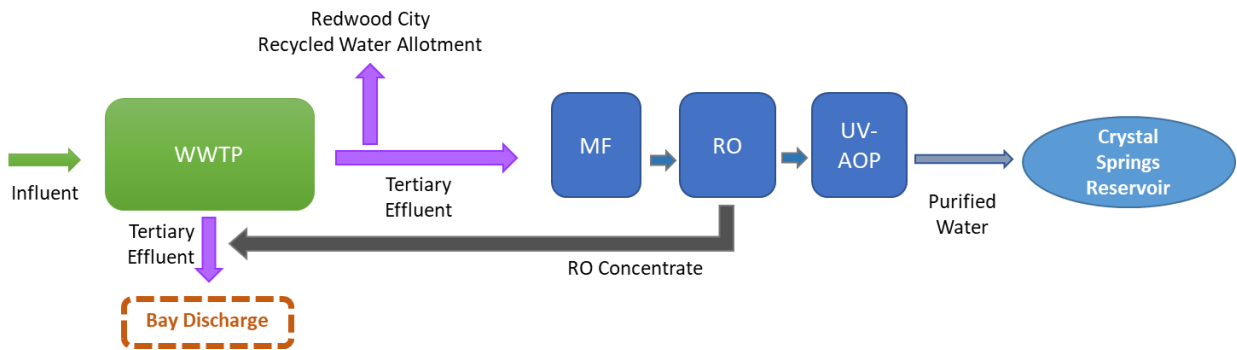 Redwood City
Recycled Water Allotment
Influent
WWTP
Tertiary
Effluent
MF
RO
UV-
AOP
Purified
Water
Crystal
Springs
Reservoir
Tertiary
Effluent
RO Concentrate
Bay Discharge